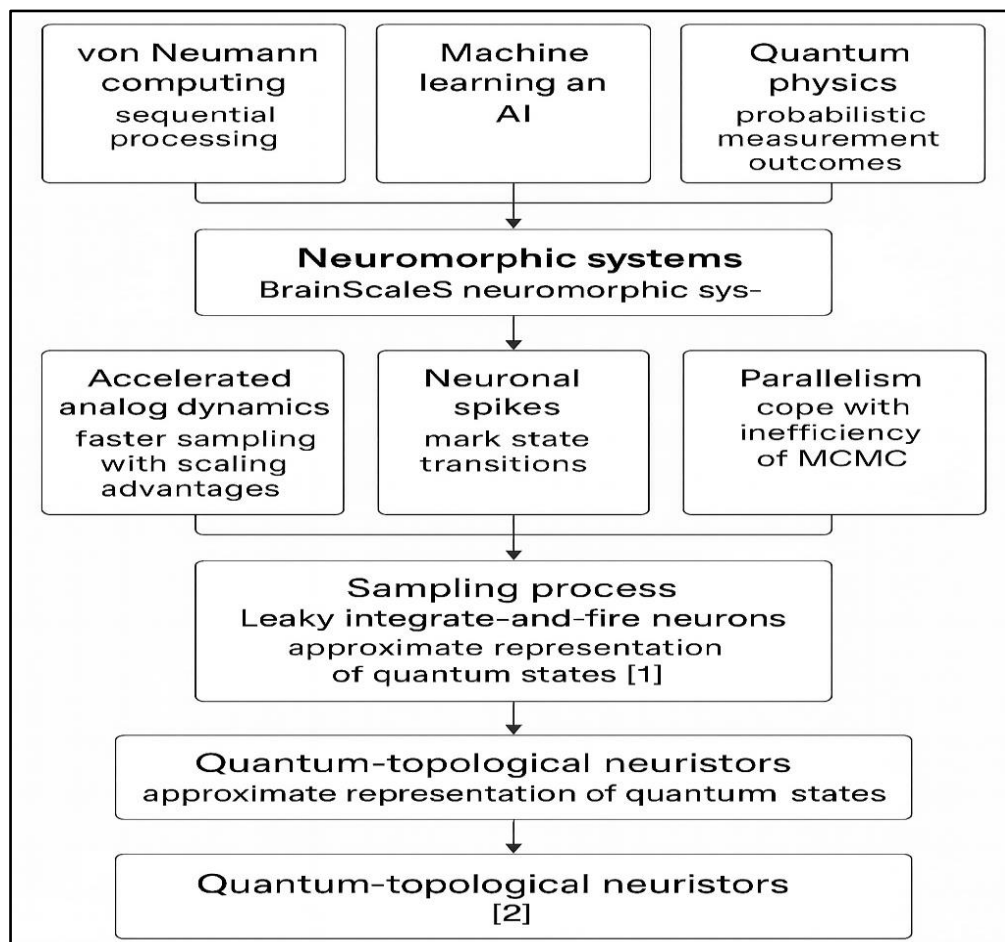 von Neumann
computing
sequential
processing
Machine
learning an
AI
Quantum
physics
probabilistic
measurement
outcomes
Neuromorphic systems
BrainScaleS neuromorphic sys-
Accelerated
analog dynamics
faster sampling
with scaling
advantages
Neuronal
spikes
mark state
transitions
Parallelism
cope with
inefficiency
of MCMC
Sampling process
Leaky integrate-and-fire neurons
approximate representation
of quantum states [1]
Quantum-topological neuristors
approximate representation of quantum states
Quantum-topological neuristors
[2]